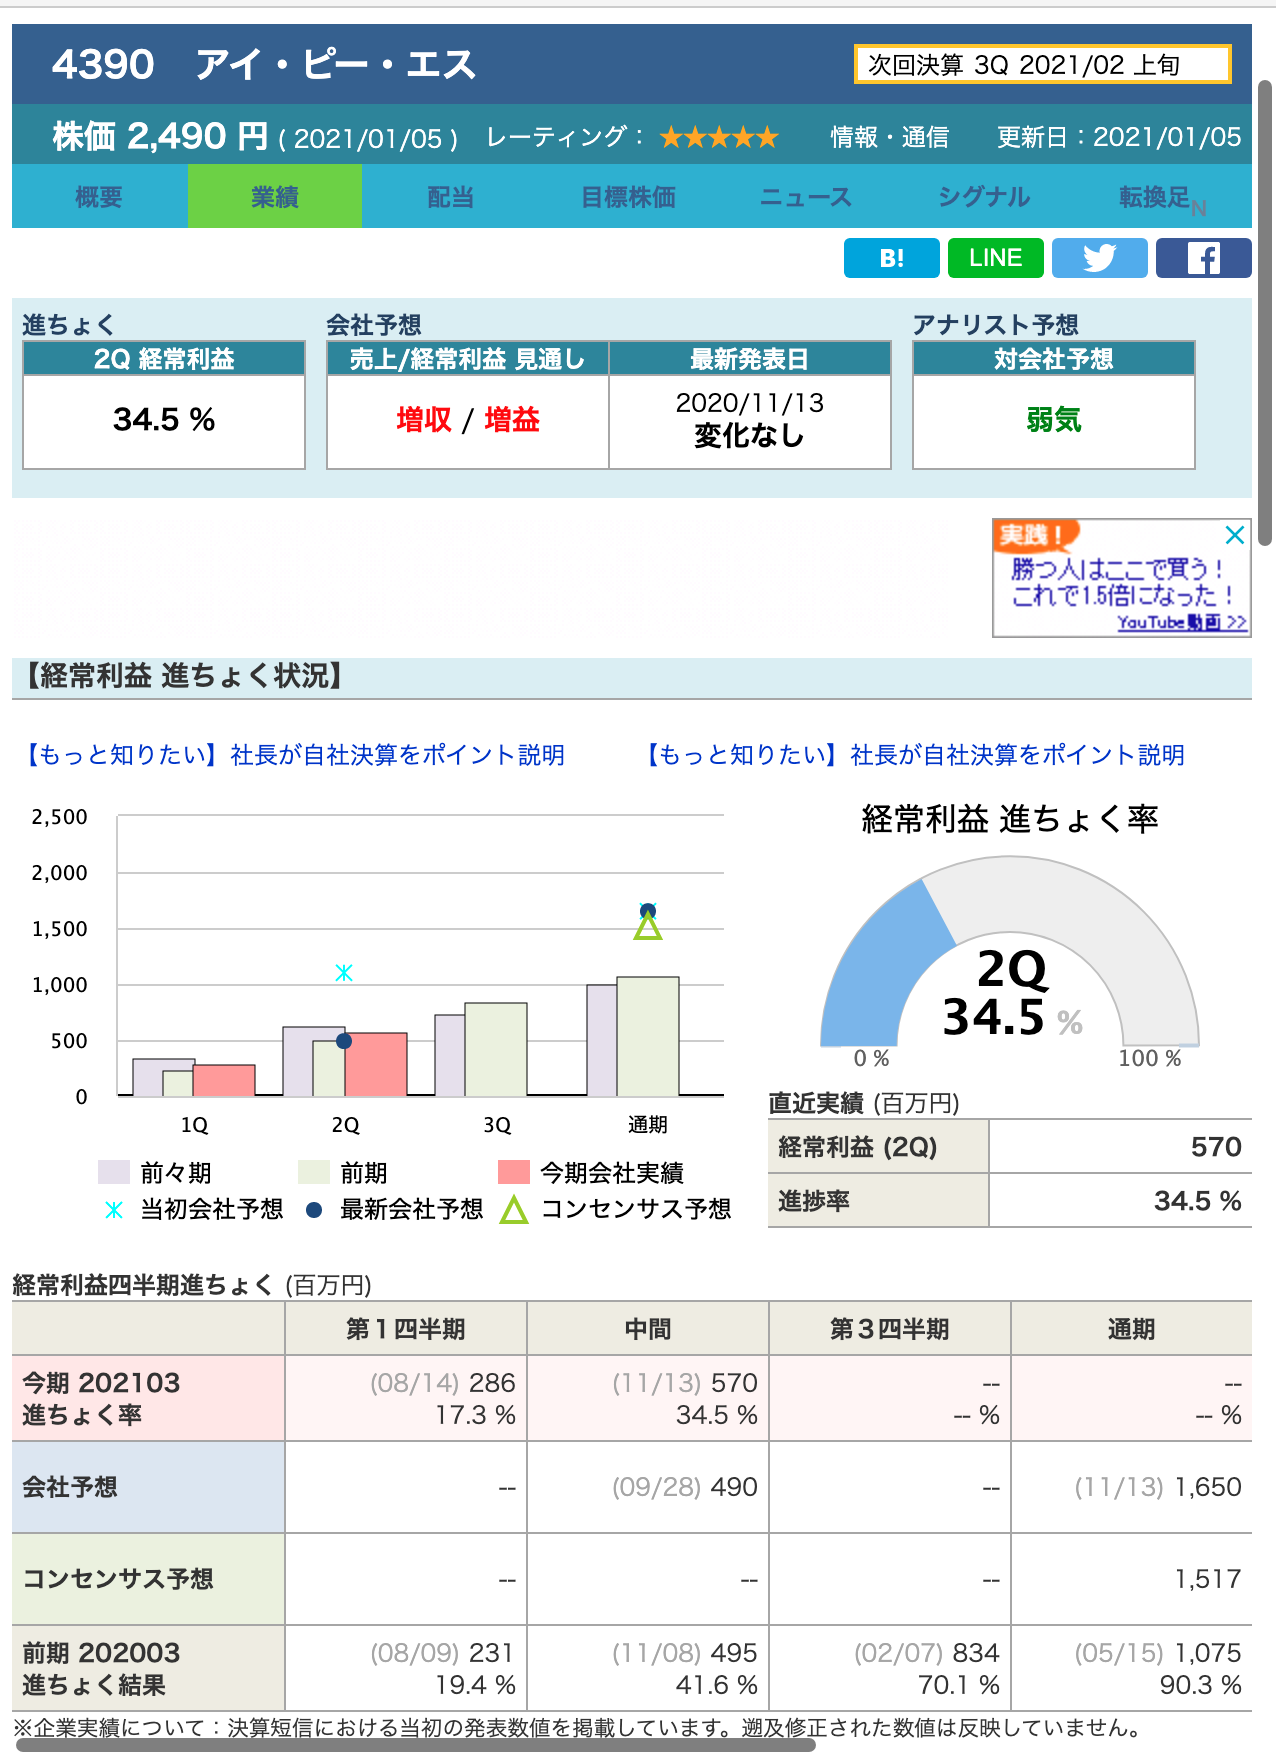 4390 アイ・ピー・エス
次回決算 3Q 2021/02 上旬
株価 2,490 円 ( 2021/01/05 ) レーティング： ★★★★★ 情報・通信 更新日：2021/01/05
概要 業績 配当 目標株価 ニュース シグナル 転換足N
B! LINE
進ちょく 会社予想 アナリスト予想
2Q 経常利益 売上/経常利益 見通し 最新発表日 対会社予想
34.5 % 増収 / 増益 2020/11/13 弱気
変化なし
実践！
勝つ人はここで買う！
これで1.5倍になった！
YouTube動画 >>
【経常利益 進ちょく状況】
【もっと知りたい】社長が自社決算をポイント説明 【もっと知りたい】社長が自社決算をポイント説明
2,500
2,000
1,500
1,000
500
0
1Q 2Q 3Q 通期
前々期 前期 今期会社実績
当初会社予想 最新会社予想 コンセンサス予想
経常利益 進ちょく率
2Q
34.5 %
0 % 100 %
直近実績 (百万円)
経常利益 (2Q) 570
進捗率 34.5 %
経常利益四半期進ちょく (百万円)
第１四半期 中間 第３四半期 通期
今期 202103 (08/14) 286 (11/13) 570 -- --
進ちょく率 17.3 % 34.5 % -- % -- %
会社予想 -- (09/28) 490 -- (11/13) 1,650
コンセンサス予想 -- -- -- 1,517
前期 202003 (08/09) 231 (11/08) 495 (02/07) 834 (05/15) 1,075
進ちょく結果 19.4 % 41.6 % 70.1 % 90.3 %
※企業実績について：決算短信における当初の発表数値を掲載しています。遡及修正された数値は反映していません。